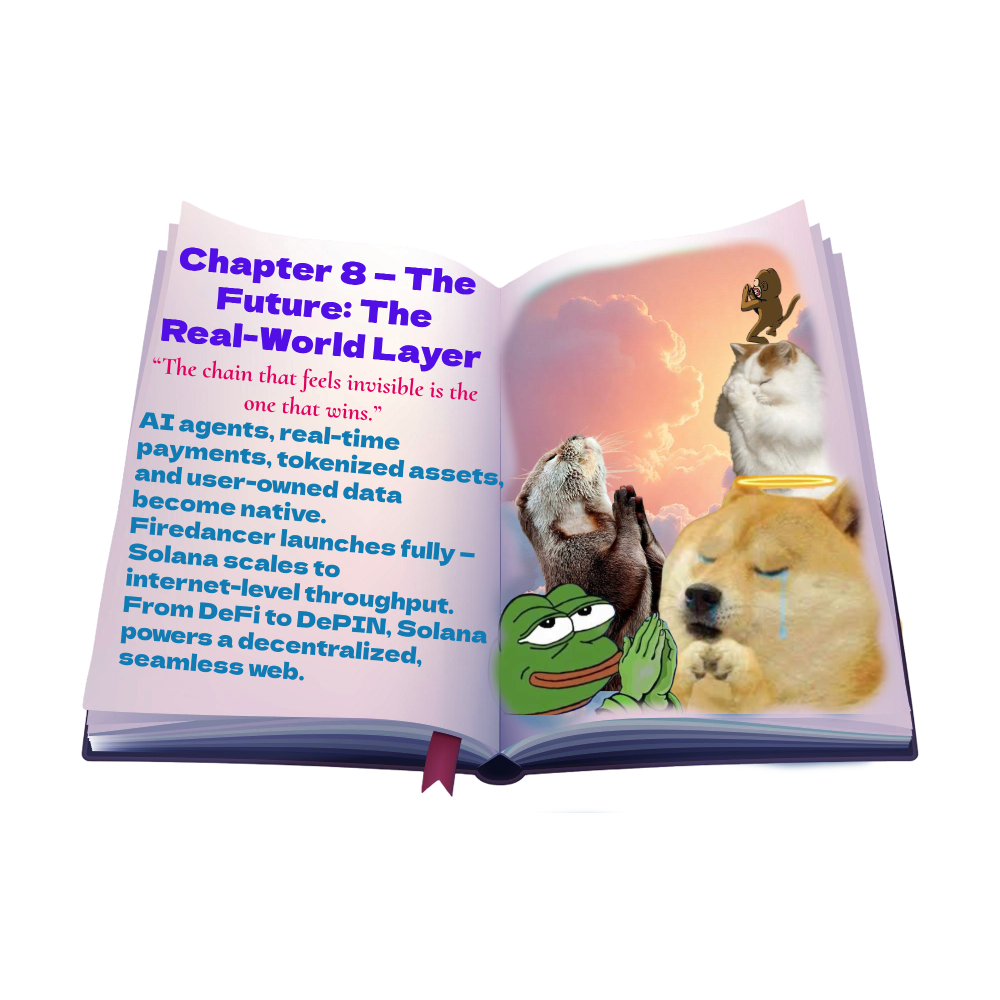 Chapter 8 – The
Future: The
Real-World Layer
“The chain that feels invisible is the
one that wins.”
AI agents, real-time
payments, tokenized assets,
and user-owned data
become native.
Firedancer launches fully —
Solana scales to
internet-level throughput.
From DeFi to DePIN, Solana
powers a decentralized,
seamless web.